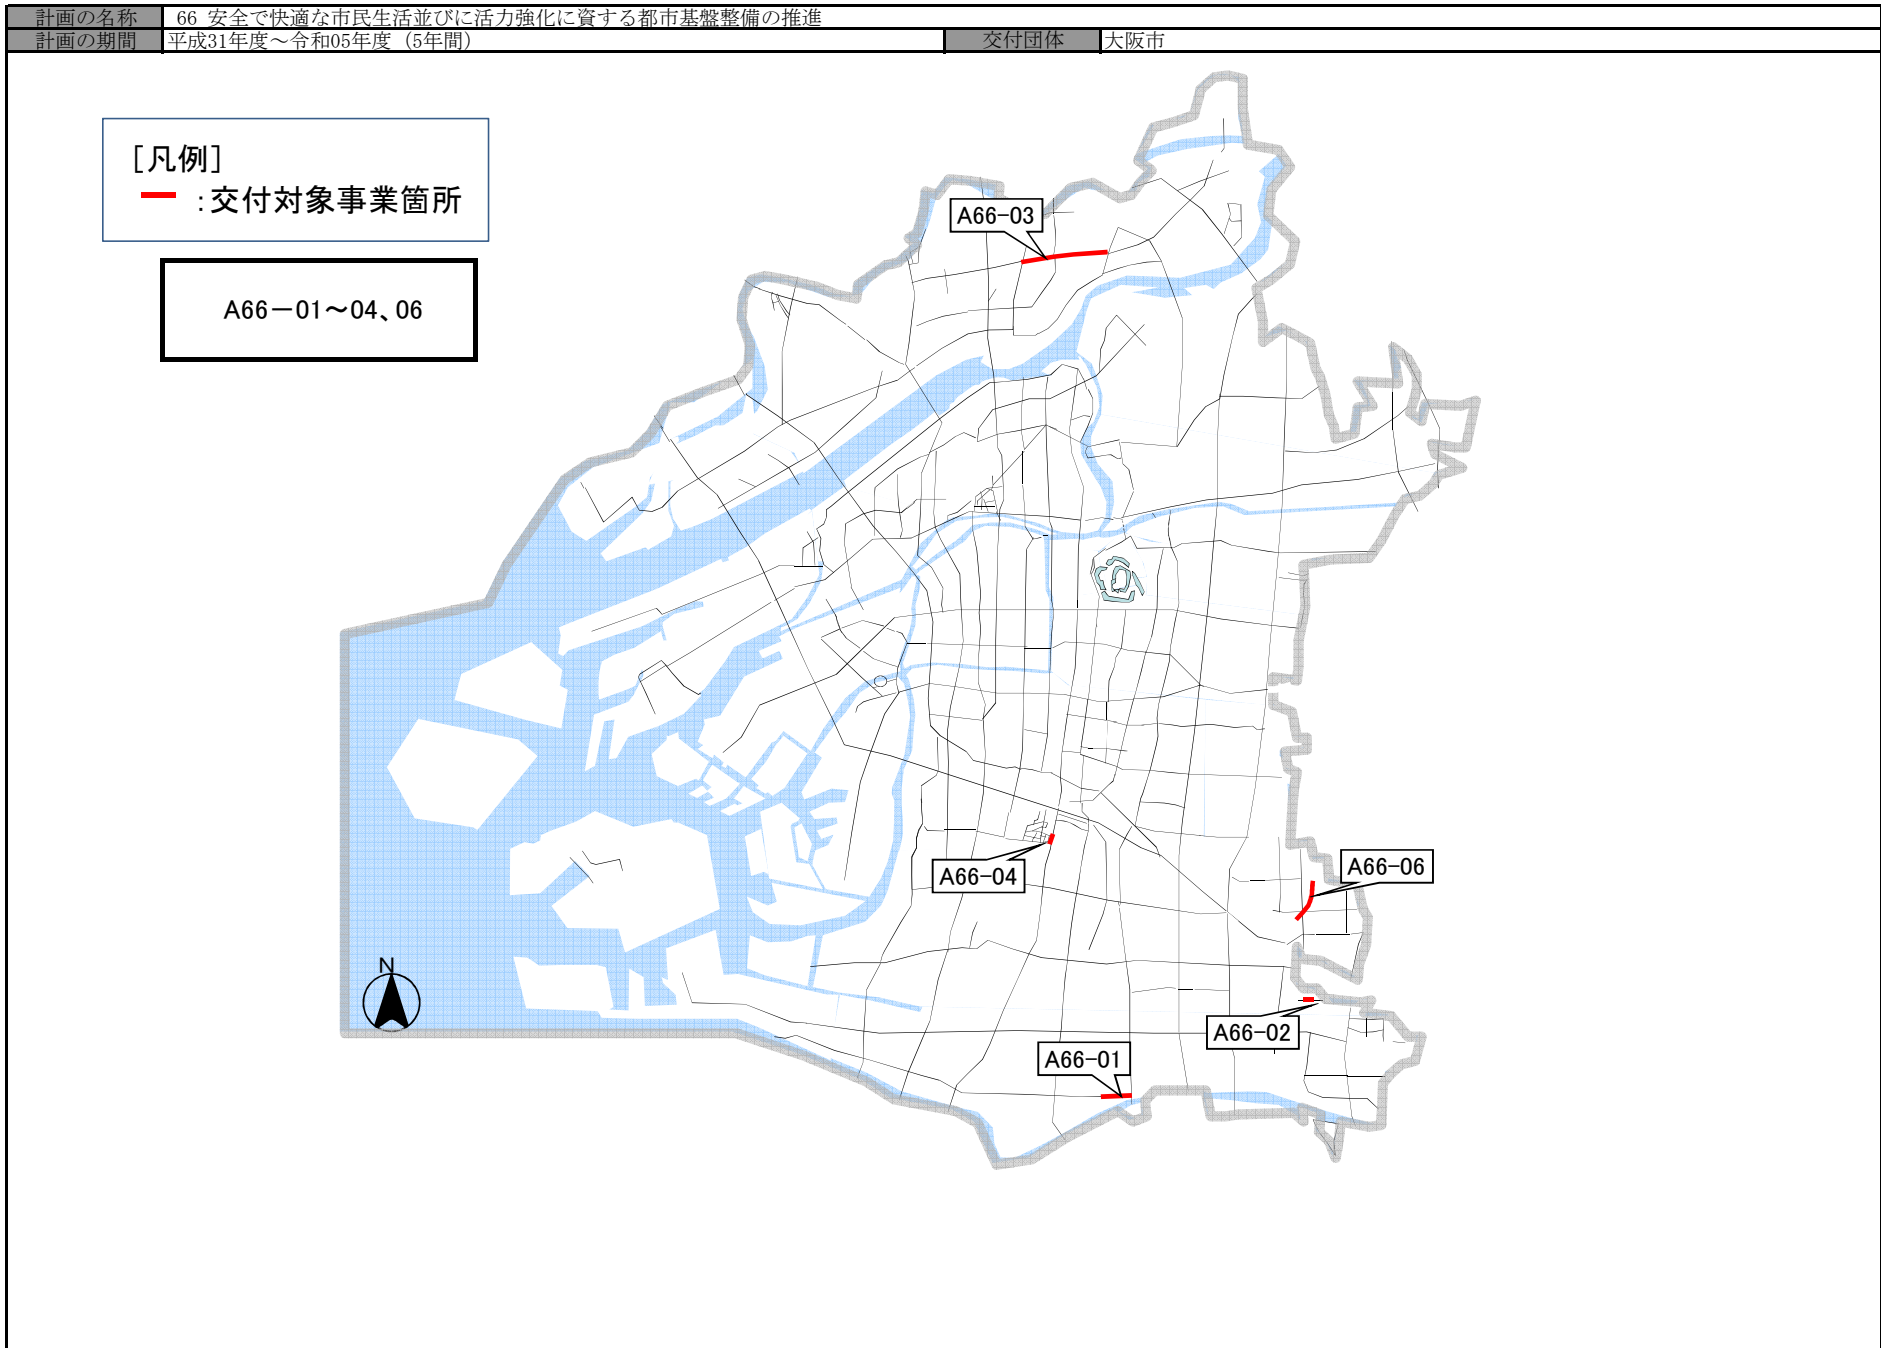 計画の名称 66 安全で快適な市民生活並びに活力強化に資する都市基盤整備の推進
計画の期間 平成31年度～令和05年度（5年間） 交付団体 大阪市
[凡例]
:交付対象事業箇所
A66－01～04、06
A66-03
A66-04
A66-06
A66-02
A66-01
N